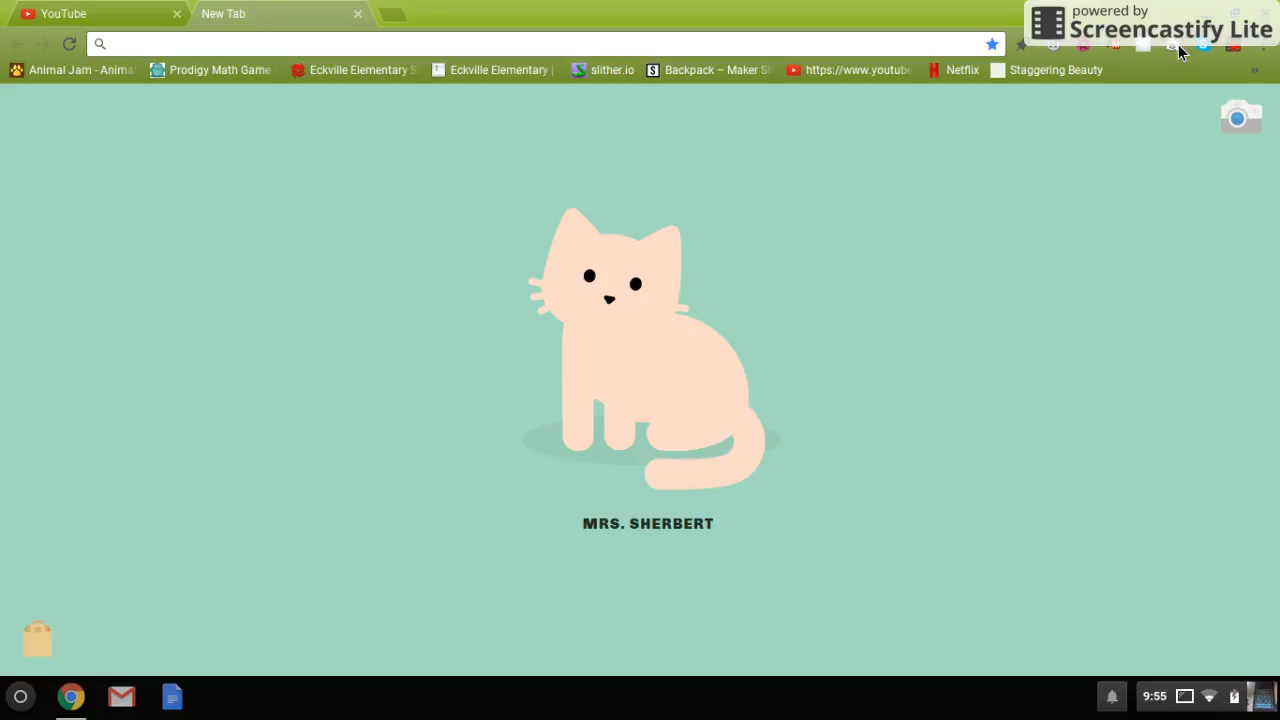 YouTube
New Tab
powered by
Screencastify Lite
Animal Jam - Anima
Prodigy Math Game
Eckville Elementary S
Eckville Elementary |
slither.io
Backpack – Maker Sh
https://www.youtube
Netflix
Staggering Beauty
»
MRS. SHERBERT
9:55